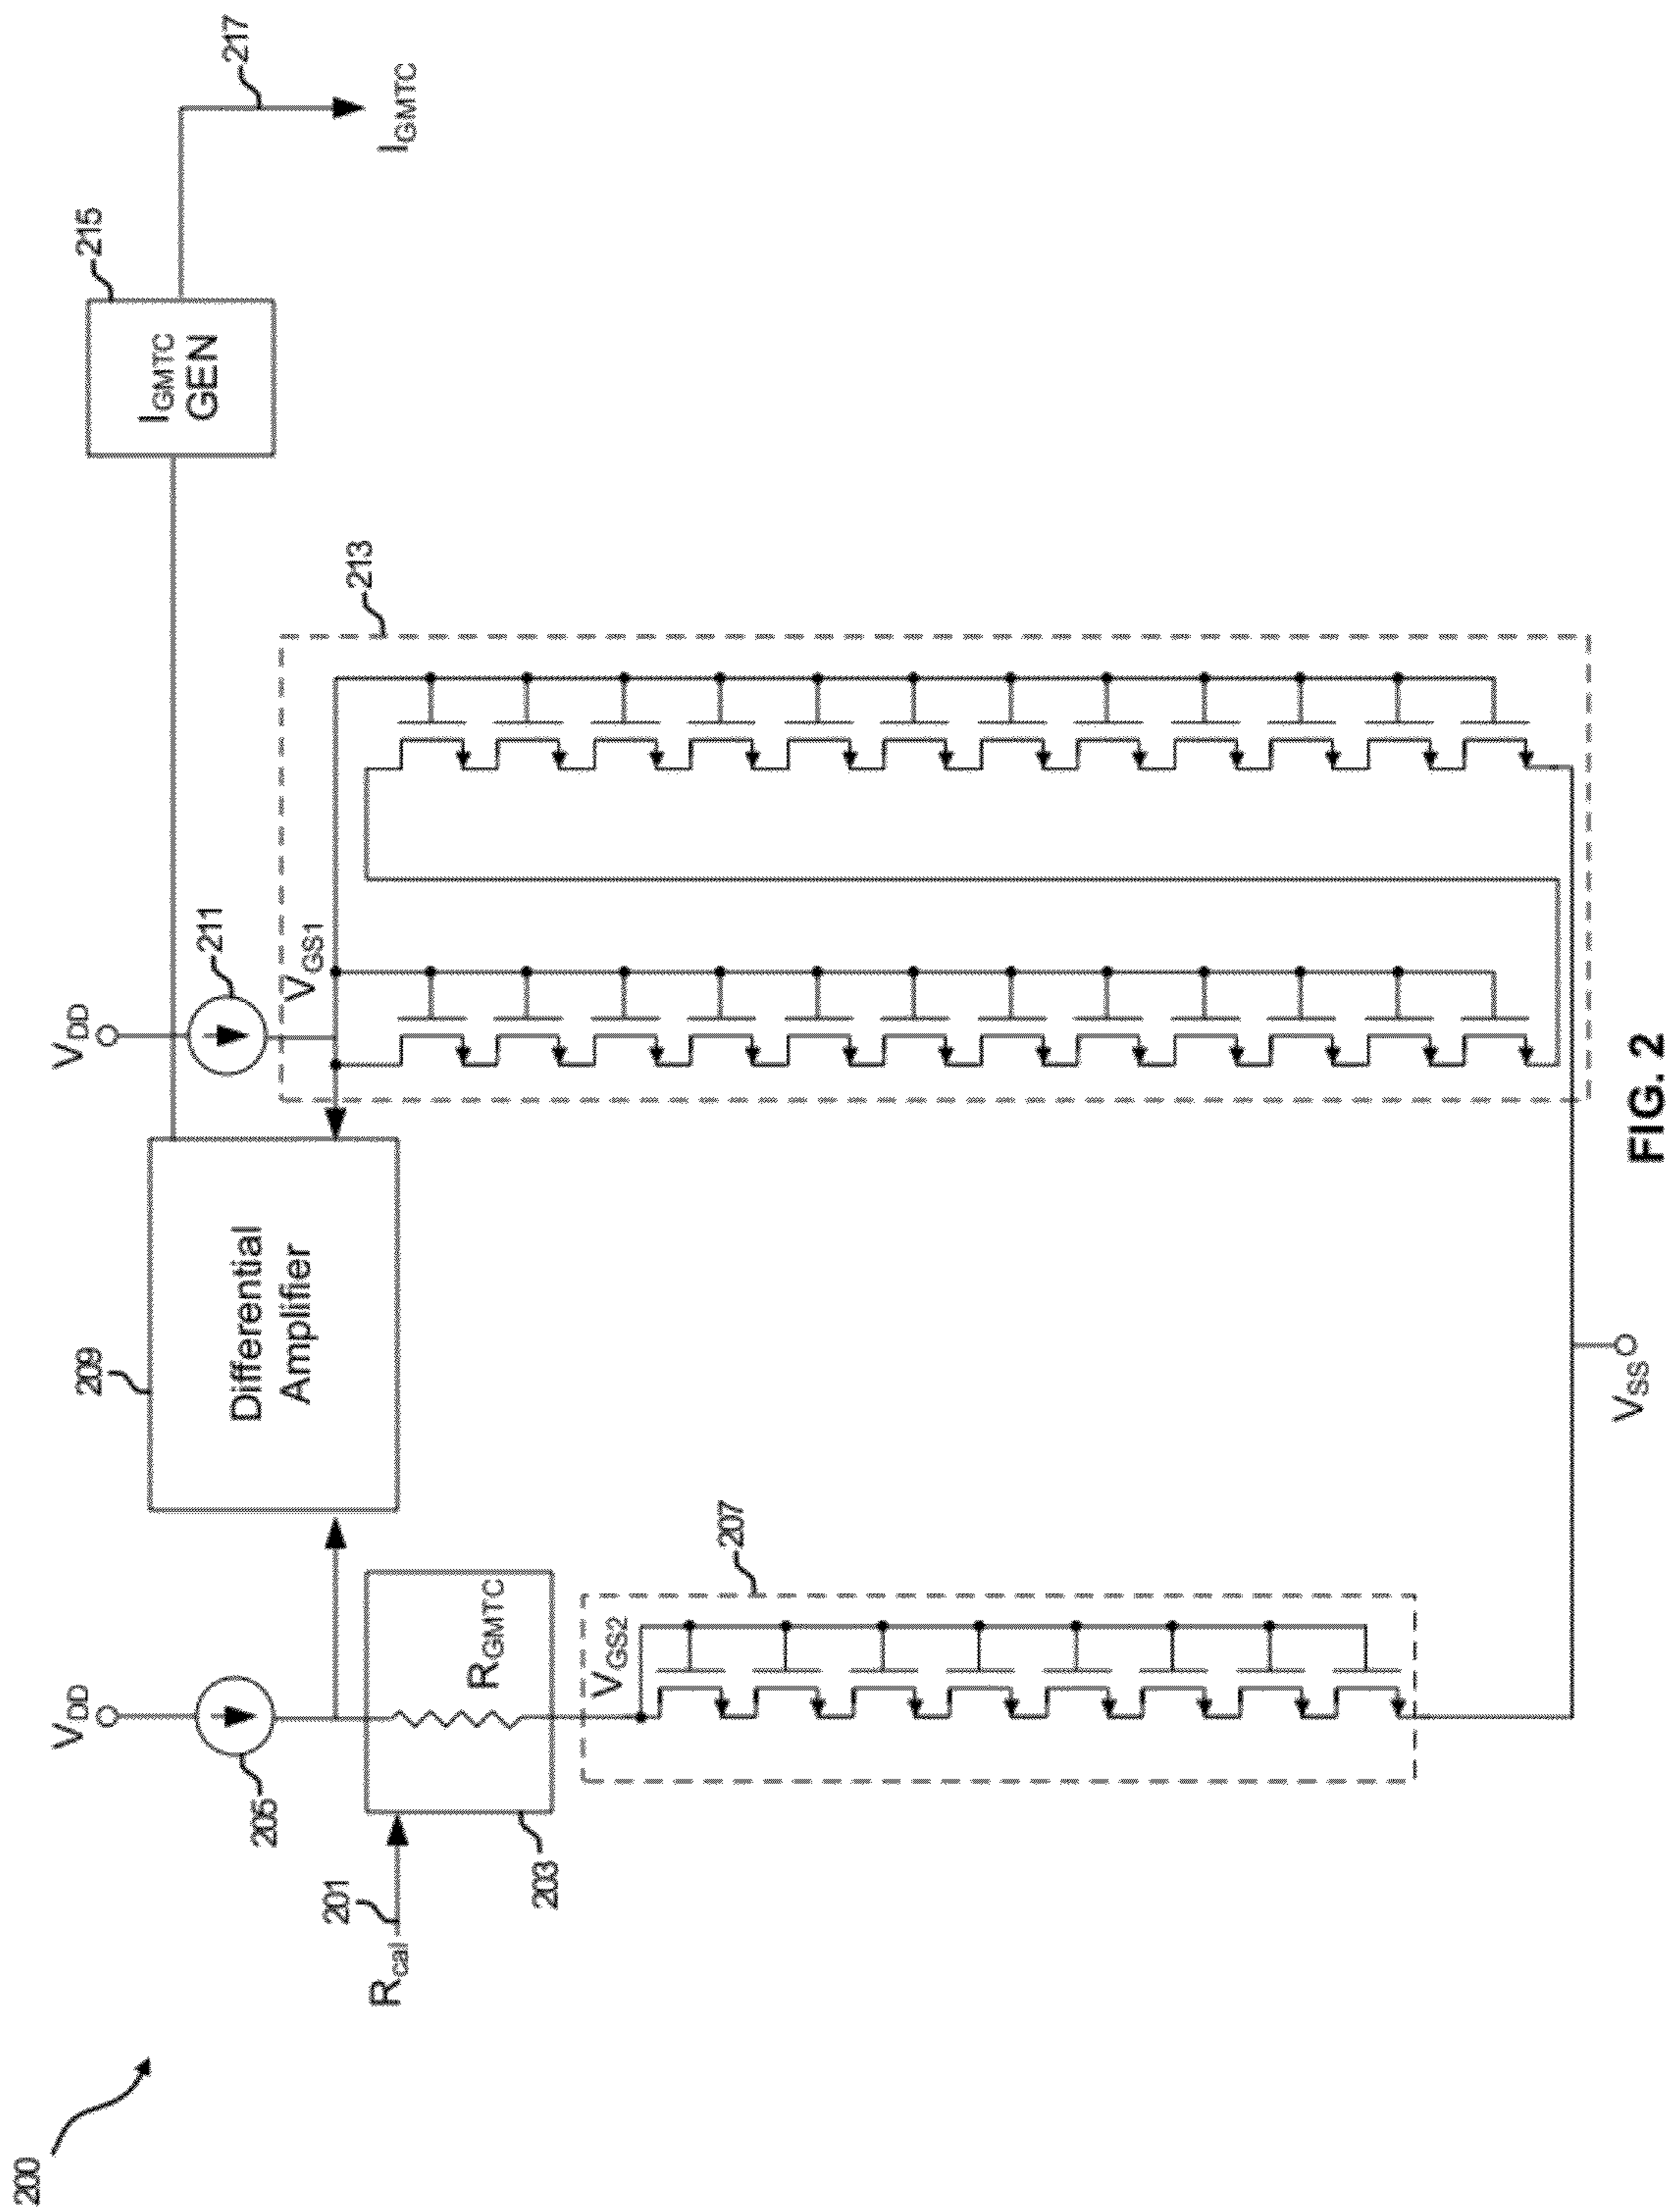 200
V_DD
205
R_cal
201
203
R_GMTC
V_GS2
207
209
Differential
Amplifier
V_DD
211
V_GS1
213
I_GMTC
GEN
215
217
I_GMTC
V_SS
FIG. 2